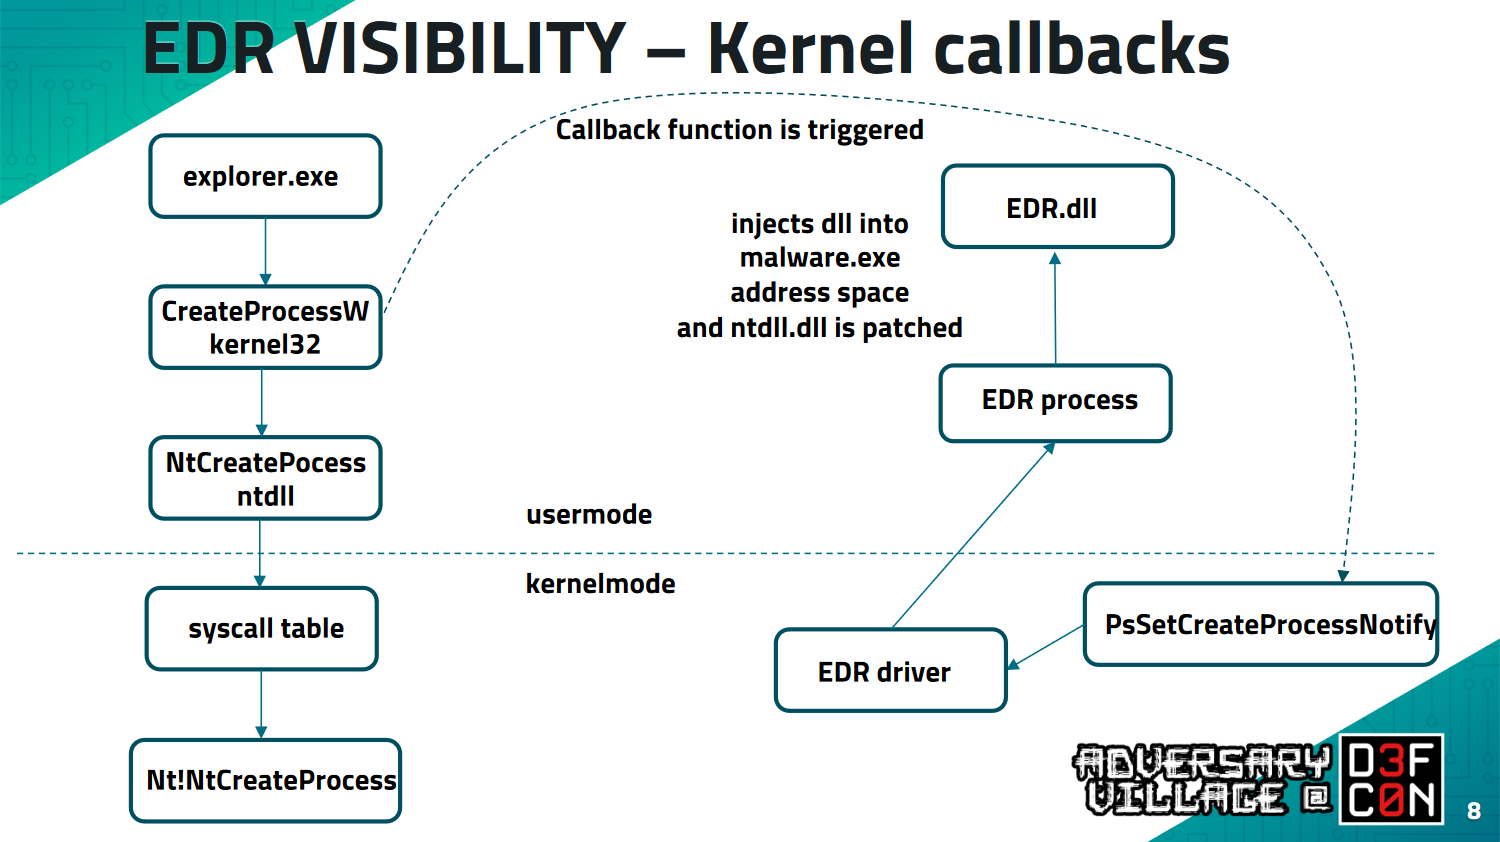 EDR VISIBILITY – Kernel callbacks
Callback function is triggered
explorer.exe
CreateProcessW
kernel32
NtCreatePocess
ntdll
syscall table
Nt!NtCreateProcess
injects dll into
malware.exe
address space
and ntdll.dll is patched
EDR.dll
EDR process
usermode
kernelmode
EDR driver
PsSetCreateProcessNotify
ADVERSARY
VILLAGE @
D3F
C0N
8